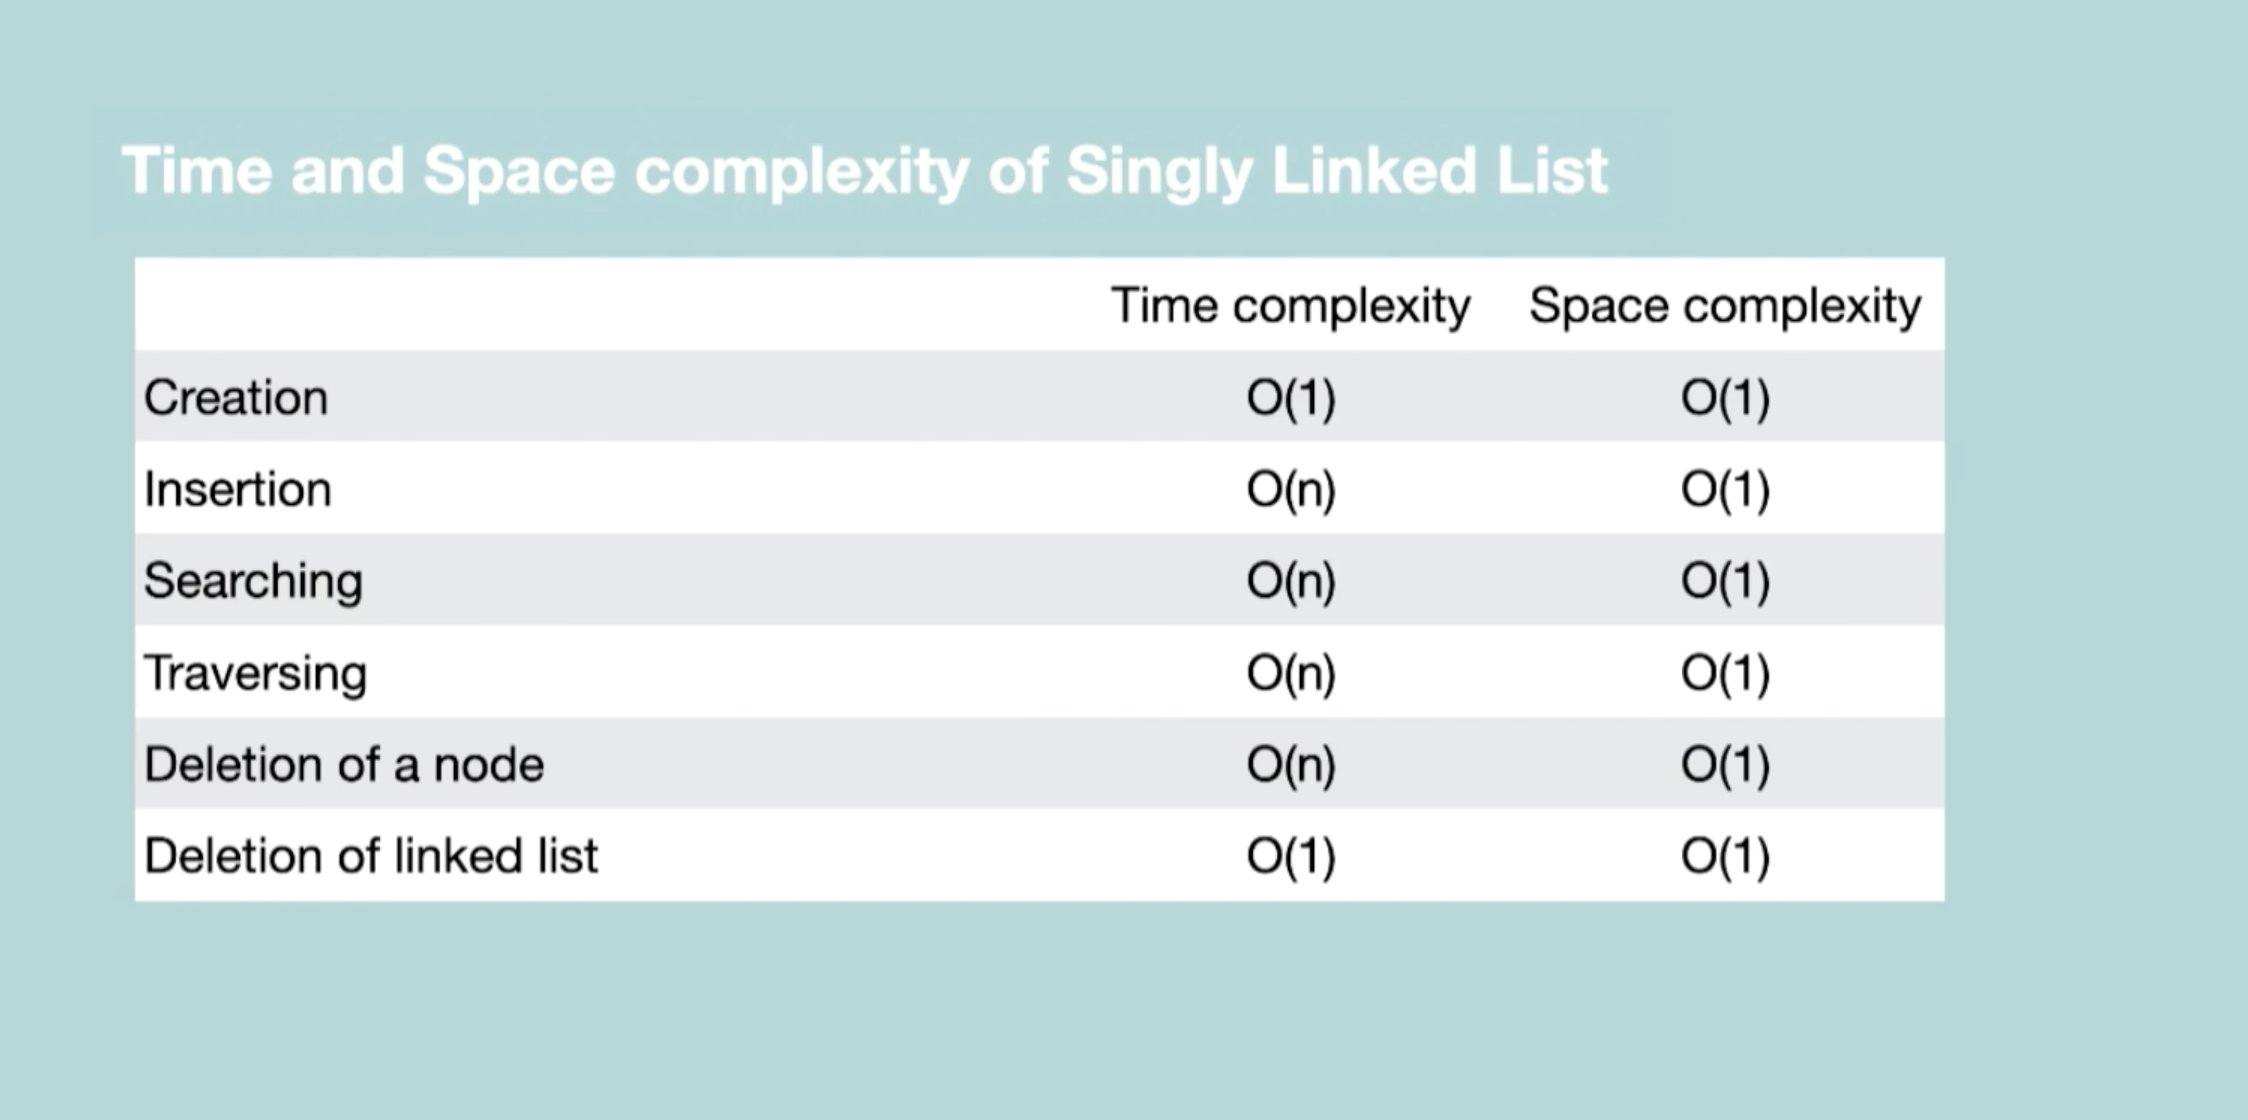 Time and Space complexity of Singly Linked List
Time complexity Space complexity
Creation O(1) O(1)
Insertion O(n) O(1)
Searching O(n) O(1)
Traversing O(n) O(1)
Deletion of a node O(n) O(1)
Deletion of linked list O(1) O(1)